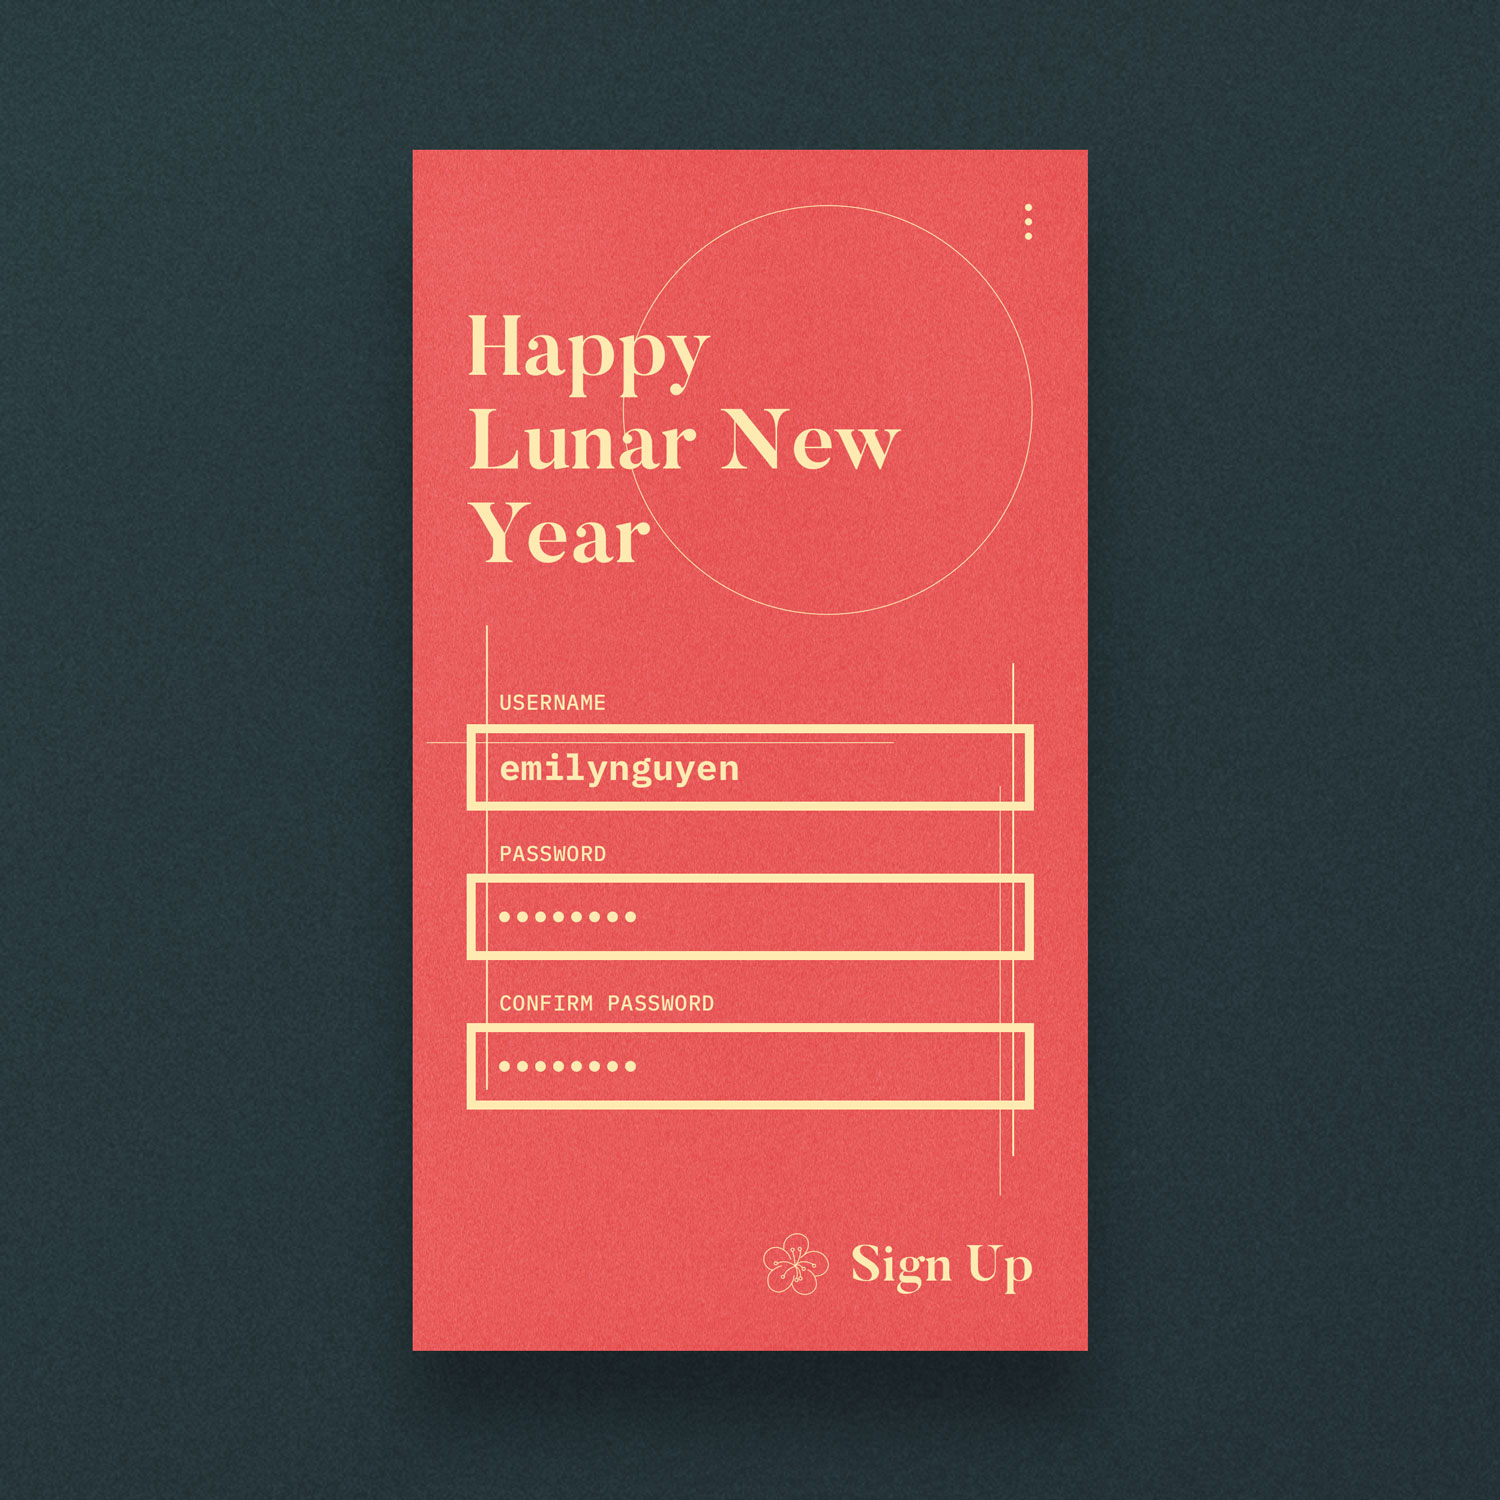 Happy
Lunar New
Year
USERNAME
emilynguyen
PASSWORD
••••••••
CONFIRM PASSWORD
••••••••
Sign Up